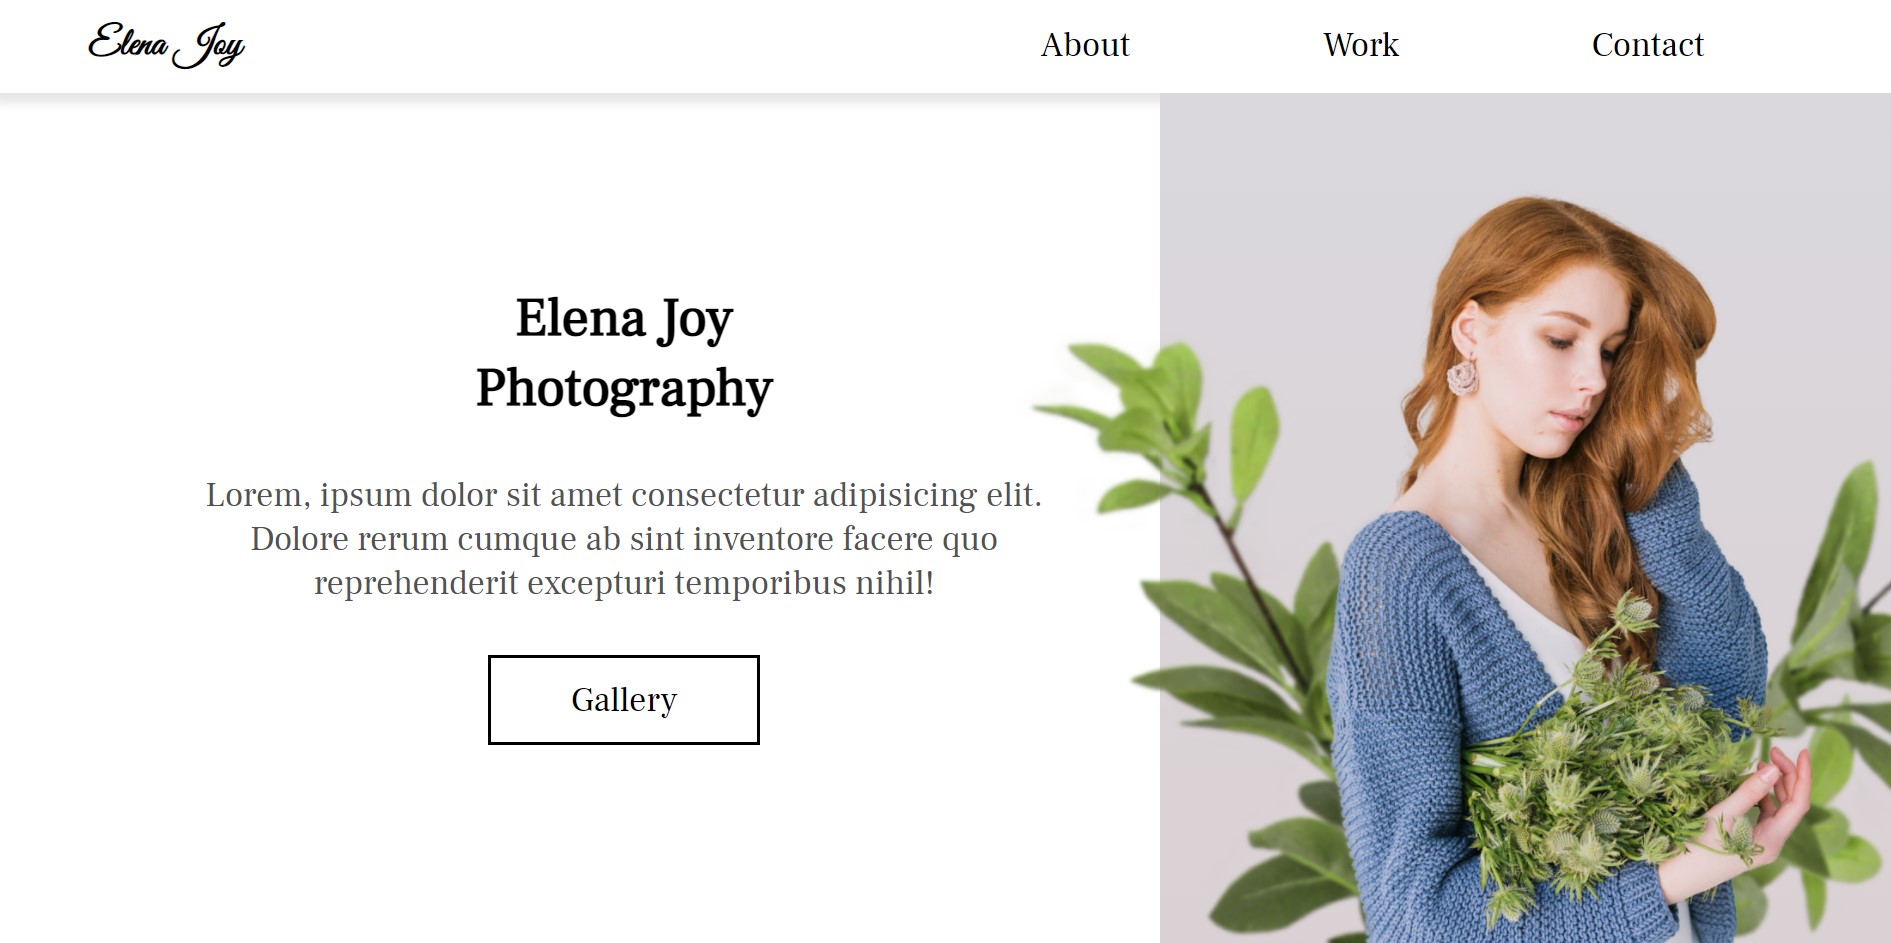 Elena Joy
About
Work
Contact
Elena Joy
Photography
Lorem, ipsum dolor sit amet consectetur adipisicing elit.
Dolore rerum cumque ab sint inventore facere quo
reprehenderit excepturi temporibus nihil!
Gallery